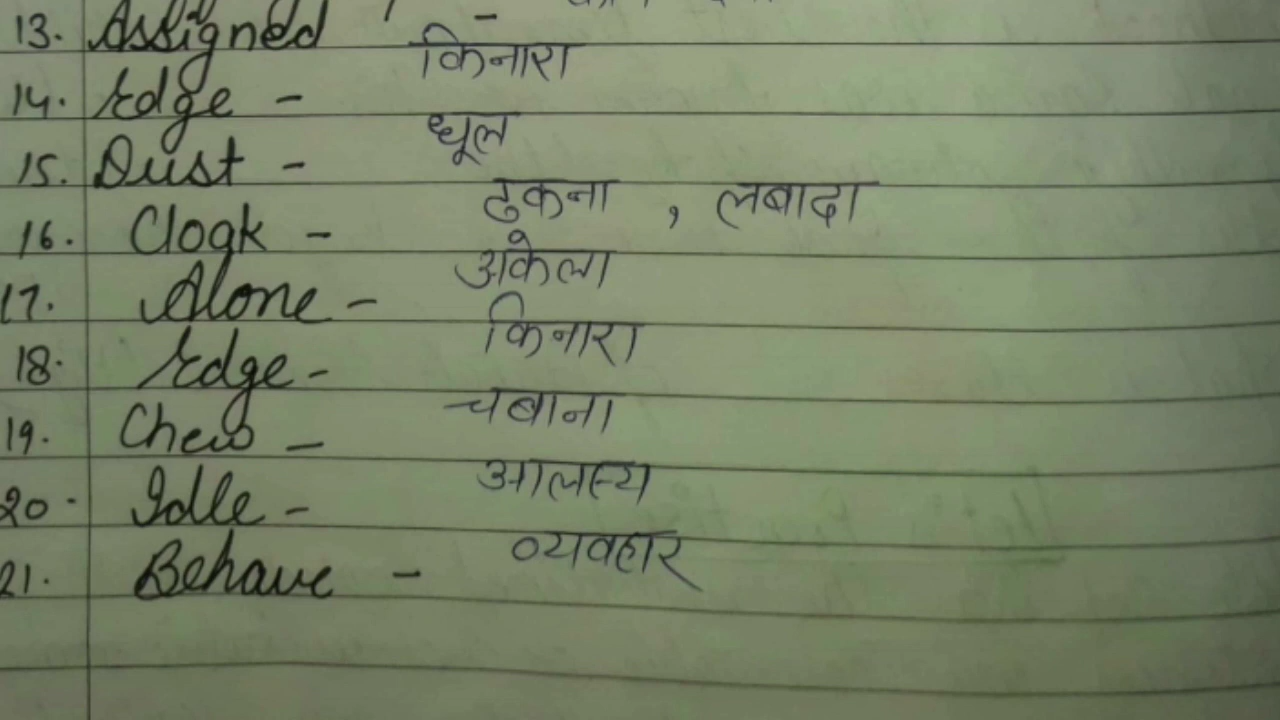 13. Assigned -
14. Edge - किनारा
15. Dust - धूल
16. Cloak - ढकना , लबादा
17. Alone - अकेला
18. Edge - किनारा
19. Chew - चबाना
20. Idle - आलस्य
21. Behave - व्यवहार